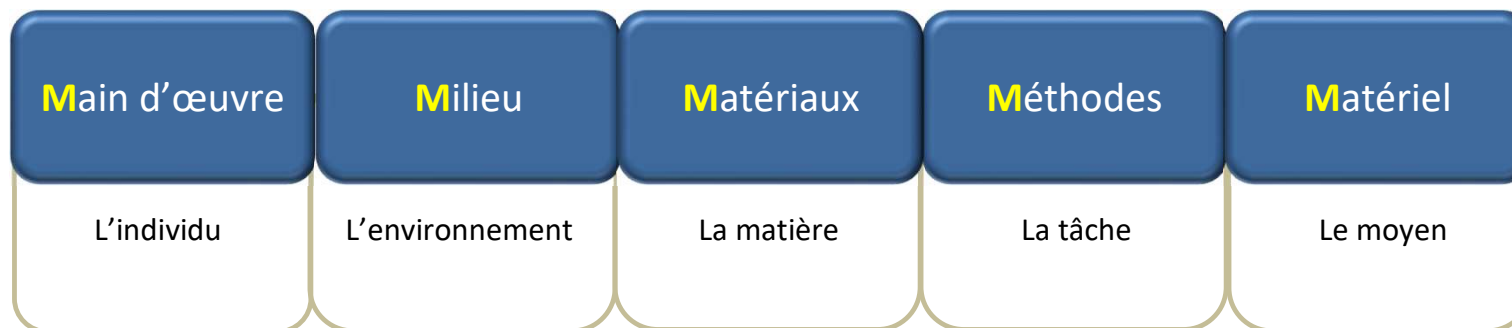 Main d’œuvre
Milieu
Matériaux
Méthodes
Matériel
L’individu
L’environnement
La matière
La tâche
Le moyen